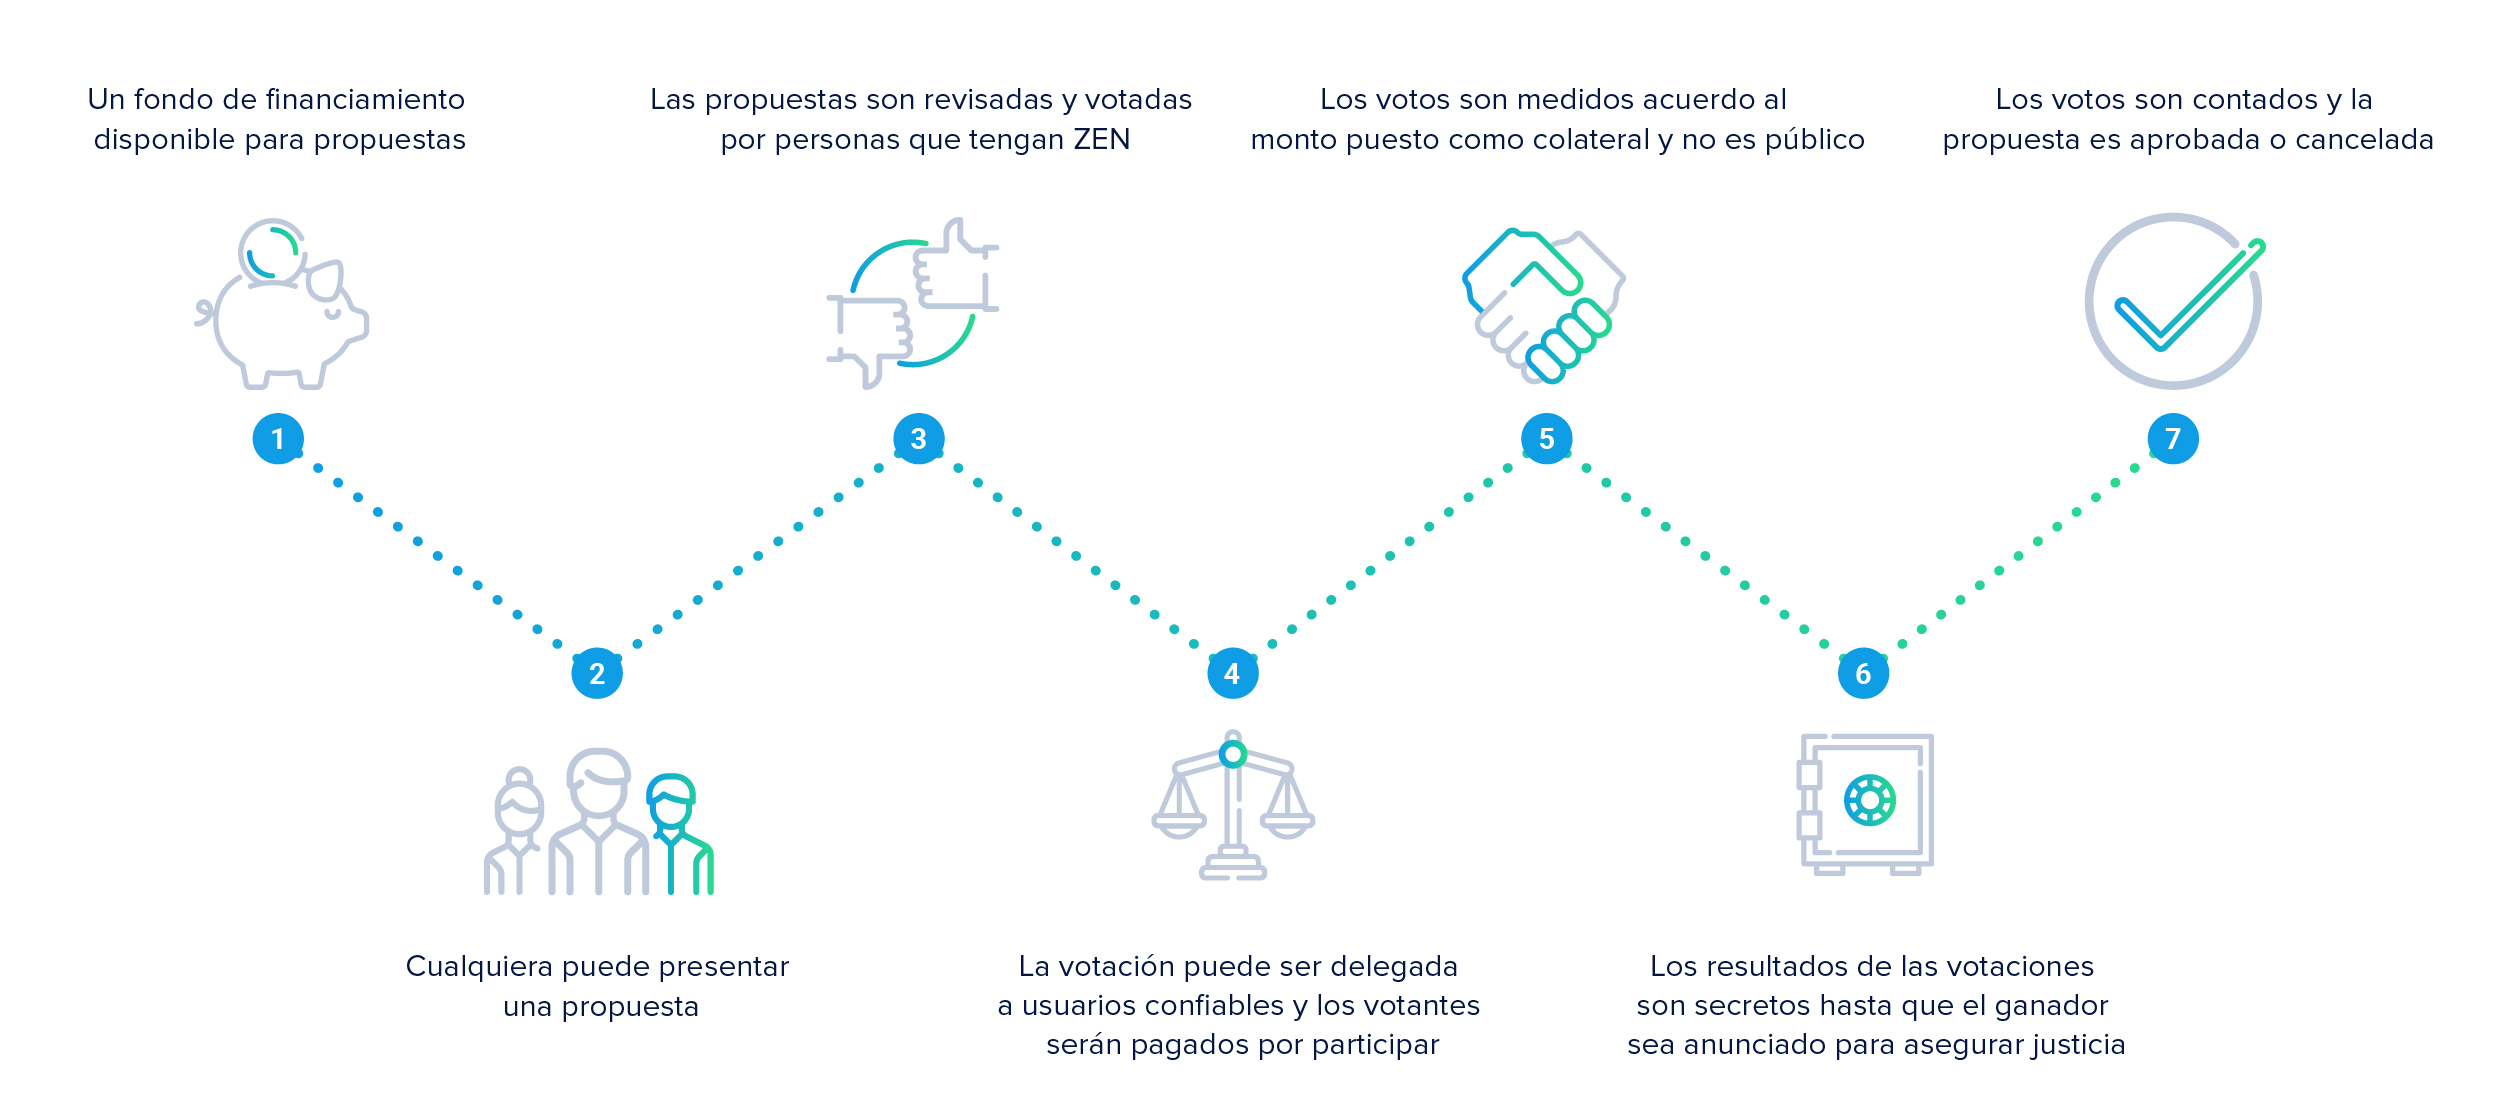 Un fondo de financiamiento
disponible para propuestas
1
Cualquiera puede presentar
una propuesta
2
Las propuestas son revisadas y votadas
por personas que tengan ZEN
3
La votación puede ser delegada
a usuarios confiables y los votantes
serán pagados por participar
4
Los votos son medidos acuerdo al
monto puesto como colateral y no es público
5
Los resultados de las votaciones
son secretos hasta que el ganador
sea anunciado para asegurar justicia
6
Los votos son contados y la
propuesta es aprobada o cancelada
7